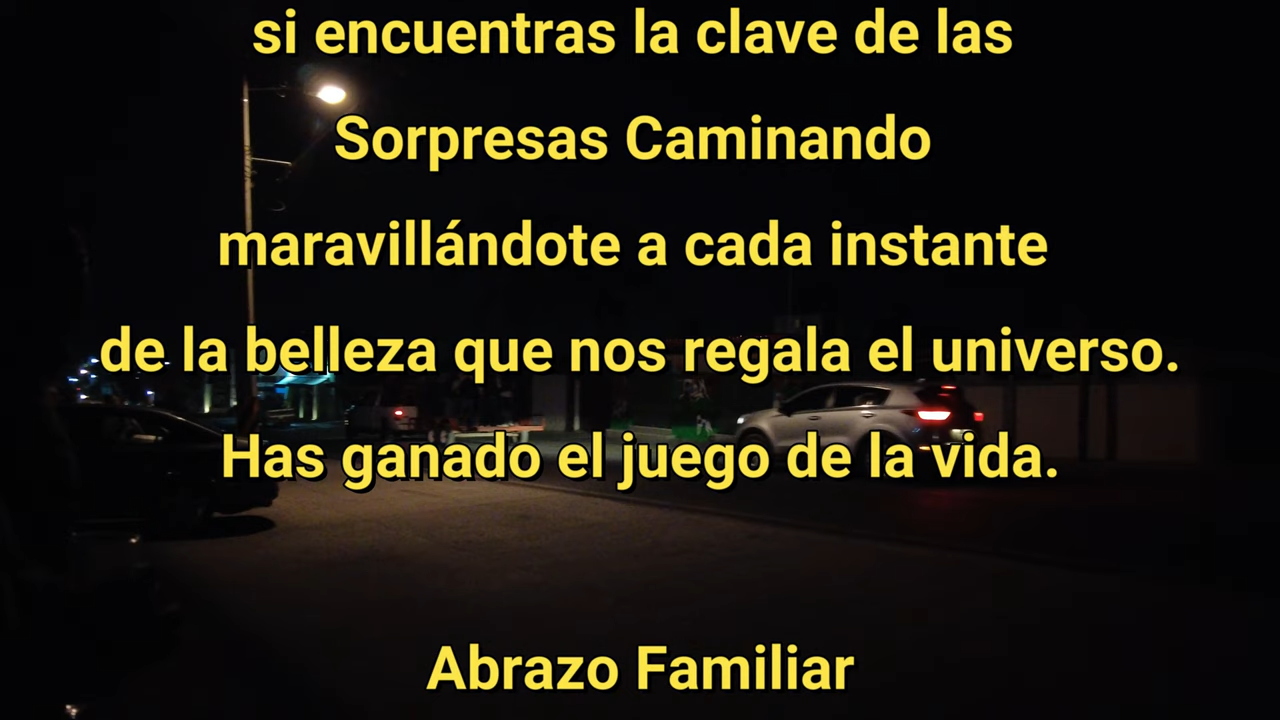 si encuentras la clave de las
Sorpresas Caminando
maravillándote a cada instante
de la belleza que nos regala el universo.
Has ganado el juego de la vida.
Abrazo Familiar